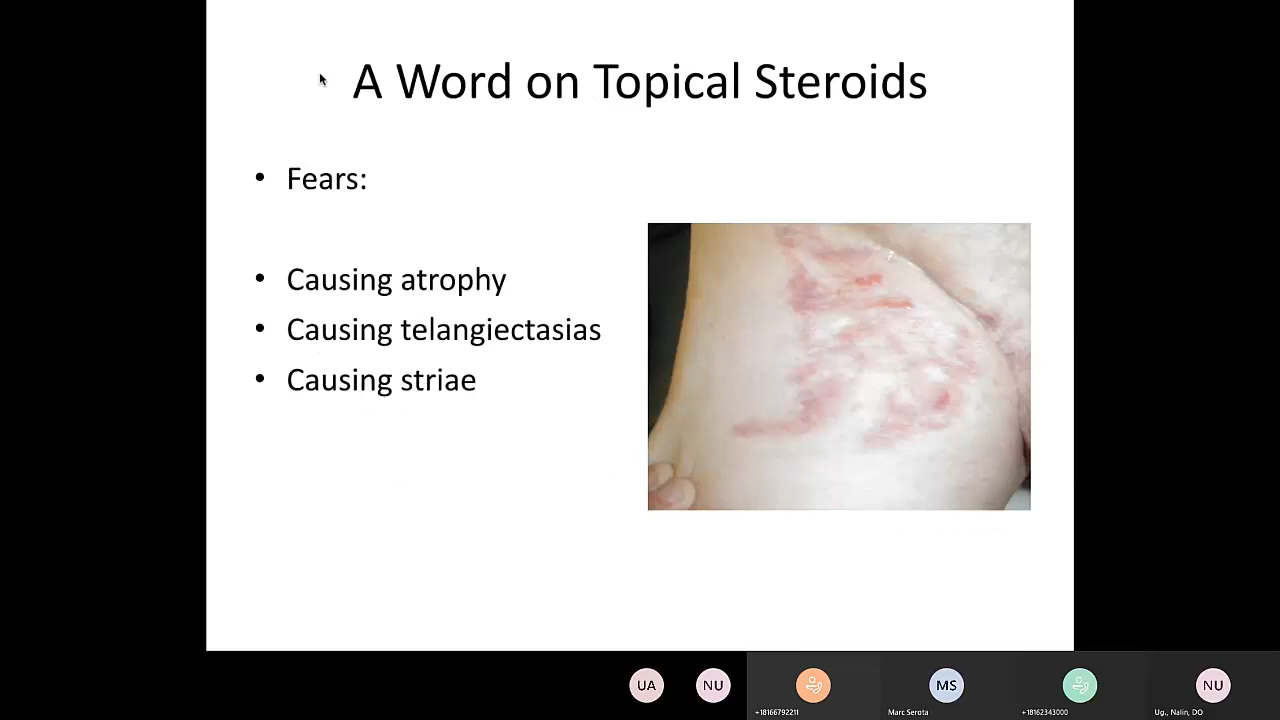 A Word on Topical Steroids
• Fears:
• Causing atrophy
• Causing telangiectasias
• Causing striae
UA
NU
MS
NU
+18166792211
Marc Serota
+18162343000
Ug., Nalin, DO